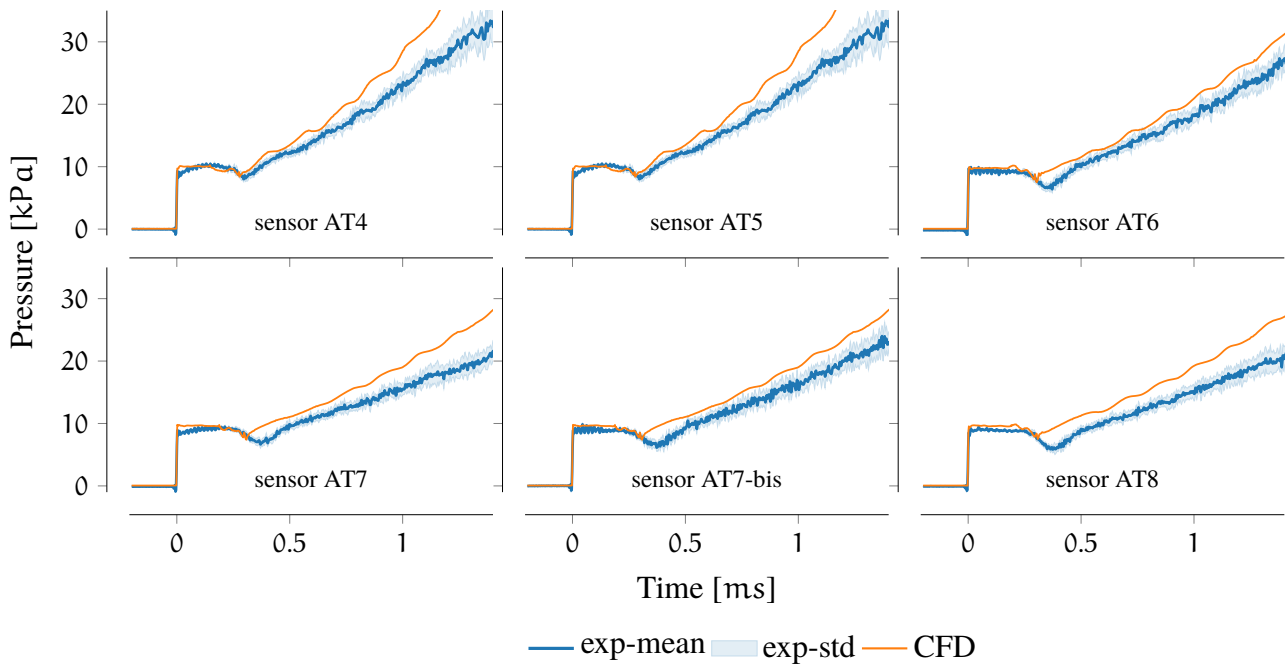 30
20
10
0
sensor AT4
sensor AT5
sensor AT6
Pressure [kPa]
30
20
10
0
sensor AT7
sensor AT7-bis
sensor AT8
0 0.5 1 0 0.5 1 0 0.5 1
Time [ms]
exp-mean exp-std CFD